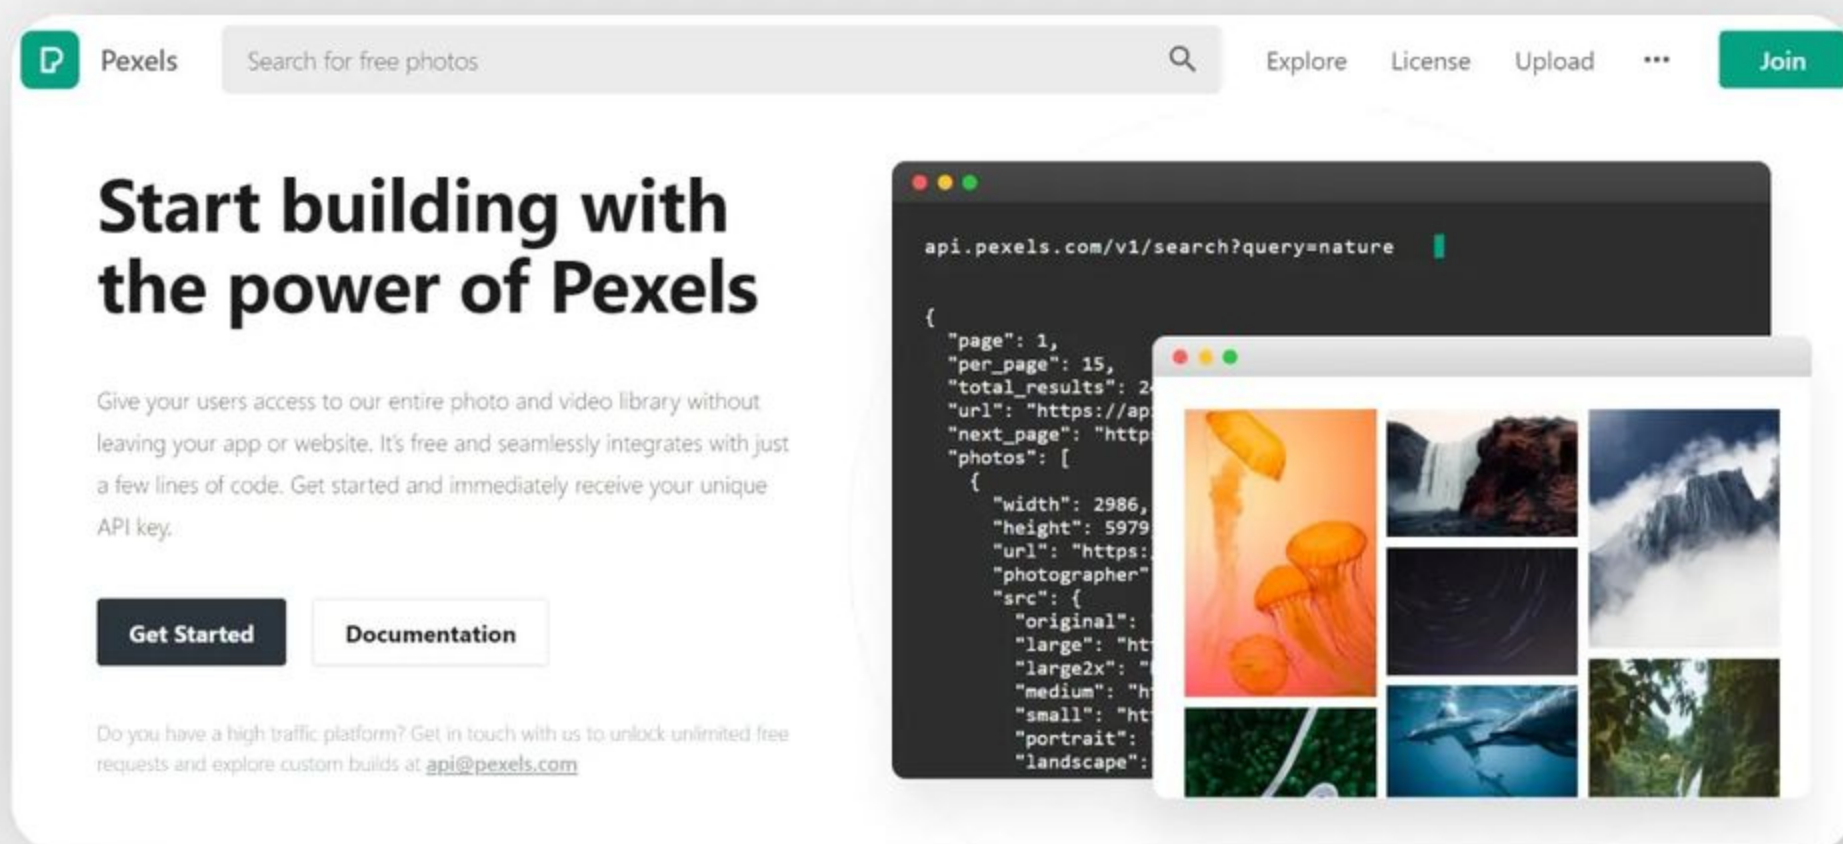 Pexels
Search for free photos
Explore
License
Upload
Join
Start building with
the power of Pexels
Give your users access to our entire photo and video library without
leaving your app or website. It's free and seamlessly integrates with just
a few lines of code. Get started and immediately receive your unique
API key.
Get Started
Documentation
Do you have a high traffic platform? Get in touch with us to unlock unlimited free
requests and explore custom builds at api@pexels.com
api.pexels.com/v1/search?query=nature
{
"page": 1,
"per_page": 15,
"total_results": 2
"url": "https://ap
"next_page": "http
"photos": [
{
"width": 2986,
"height": 5979
"url": "https:
"photographer"
"src": {
"original":
"large": "ht
"large2x": "
"medium": "h
"small": "ht
"portrait":
"landscape":